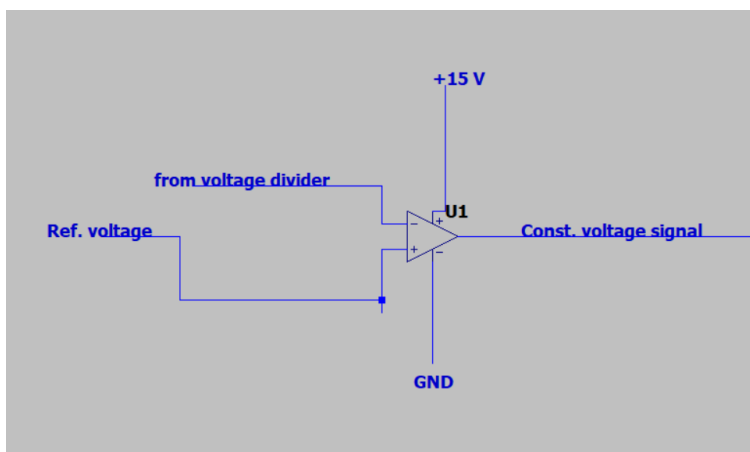 +15 V
from voltage divider
U1
Ref. voltage
Const. voltage signal
GND